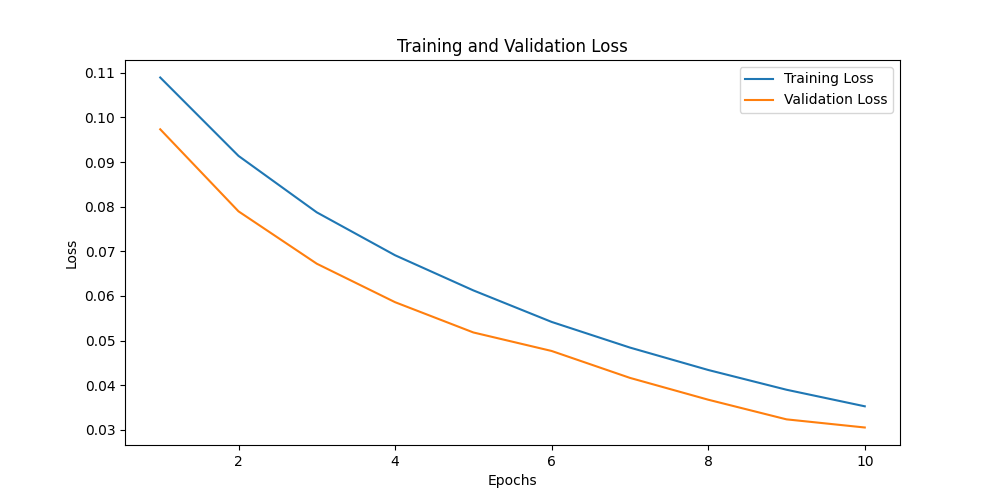 Training and Validation Loss
Training Loss
Validation Loss
0.11
0.10
0.09
0.08
0.07
0.06
0.05
0.04
0.03
Loss
2 4 6 8 10
Epochs